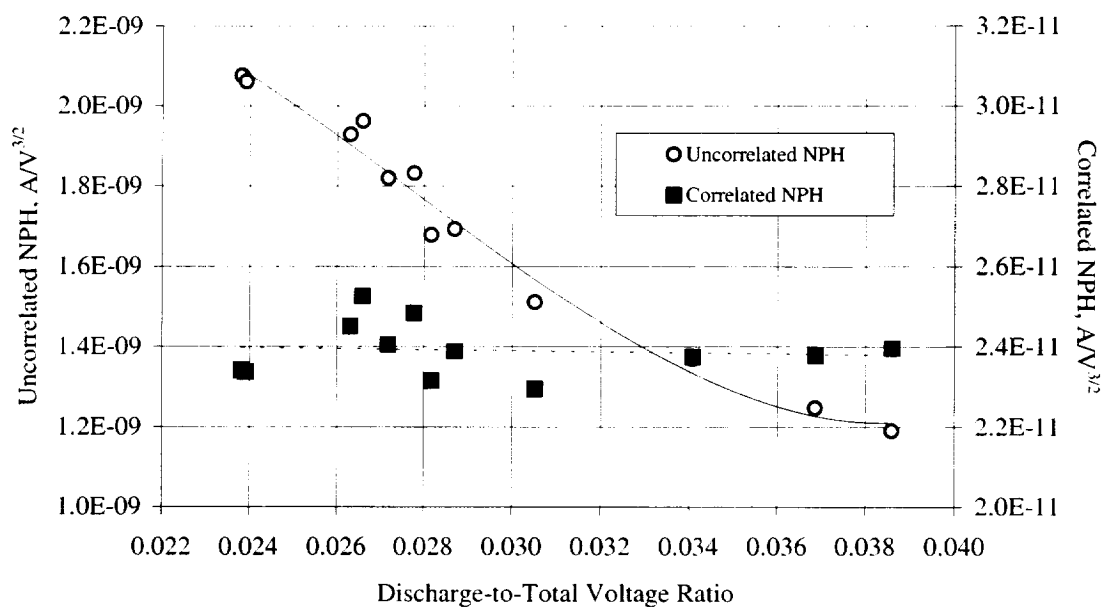 2.2E-09
2.0E-09
1.8E-09
1.6E-09
1.4E-09
1.2E-09
1.0E-09
Uncorrelated NPH, A/V^3/2
Uncorrelated NPH
Correlated NPH
3.2E-11
3.0E-11
2.8E-11
2.6E-11
2.4E-11
2.2E-11
2.0E-11
Correlated NPH, A/V^3/2
0.022 0.024 0.026 0.028 0.030 0.032 0.034 0.036 0.038 0.040
Discharge-to-Total Voltage Ratio